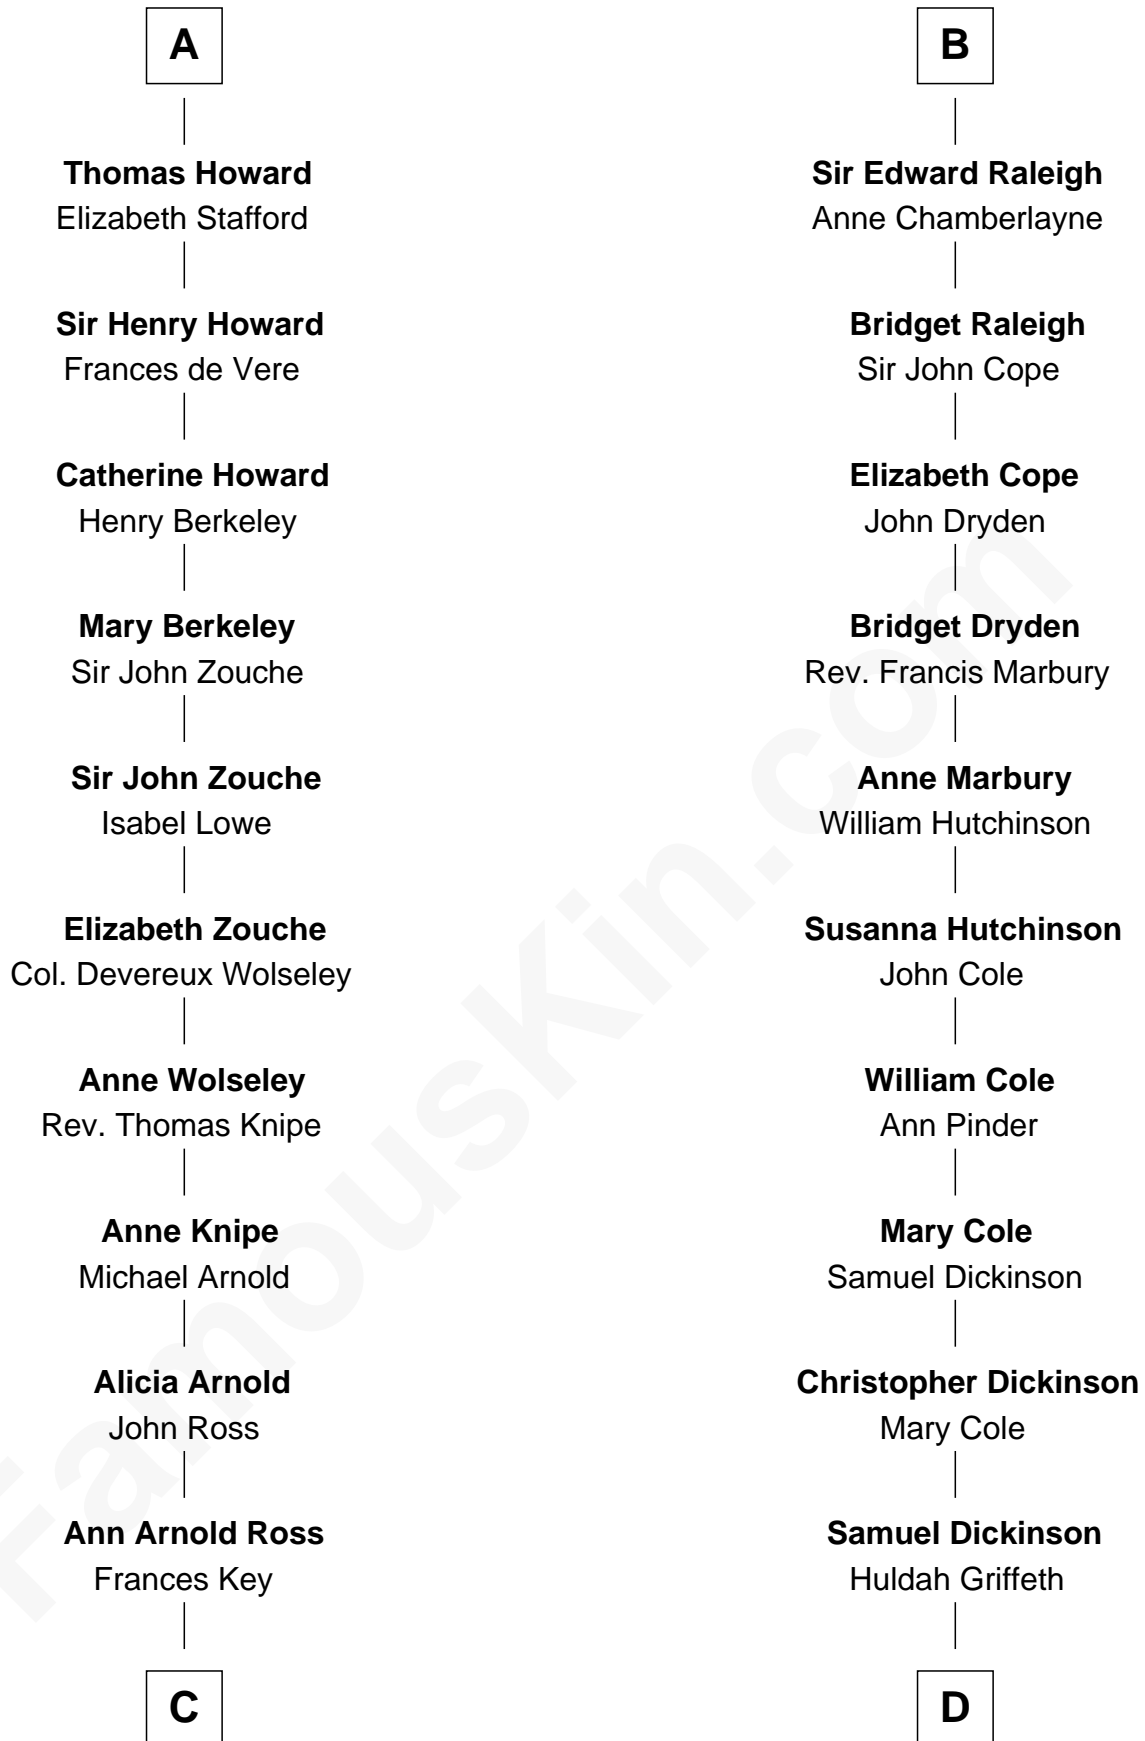 A
Thomas Howard
Elizabeth Stafford
Sir Henry Howard
Frances de Vere
Catherine Howard
Henry Berkeley
Mary Berkeley
Sir John Zouche
Sir John Zouche
Isabel Lowe
Elizabeth Zouche
Col. Devereux Wolseley
Anne Wolseley
Rev. Thomas Knipe
Anne Knipe
Michael Arnold
Alicia Arnold
John Ross
Ann Arnold Ross
Frances Key
C
B
Sir Edward Raleigh
Anne Chamberlayne
Bridget Raleigh
Sir John Cope
Elizabeth Cope
John Dryden
Bridget Dryden
Rev. Francis Marbury
Anne Marbury
William Hutchinson
Susanna Hutchinson
John Cole
William Cole
Ann Pinder
Mary Cole
Samuel Dickinson
Christopher Dickinson
Mary Cole
Samuel Dickinson
Huldah Griffeth
D
FamousKin.com